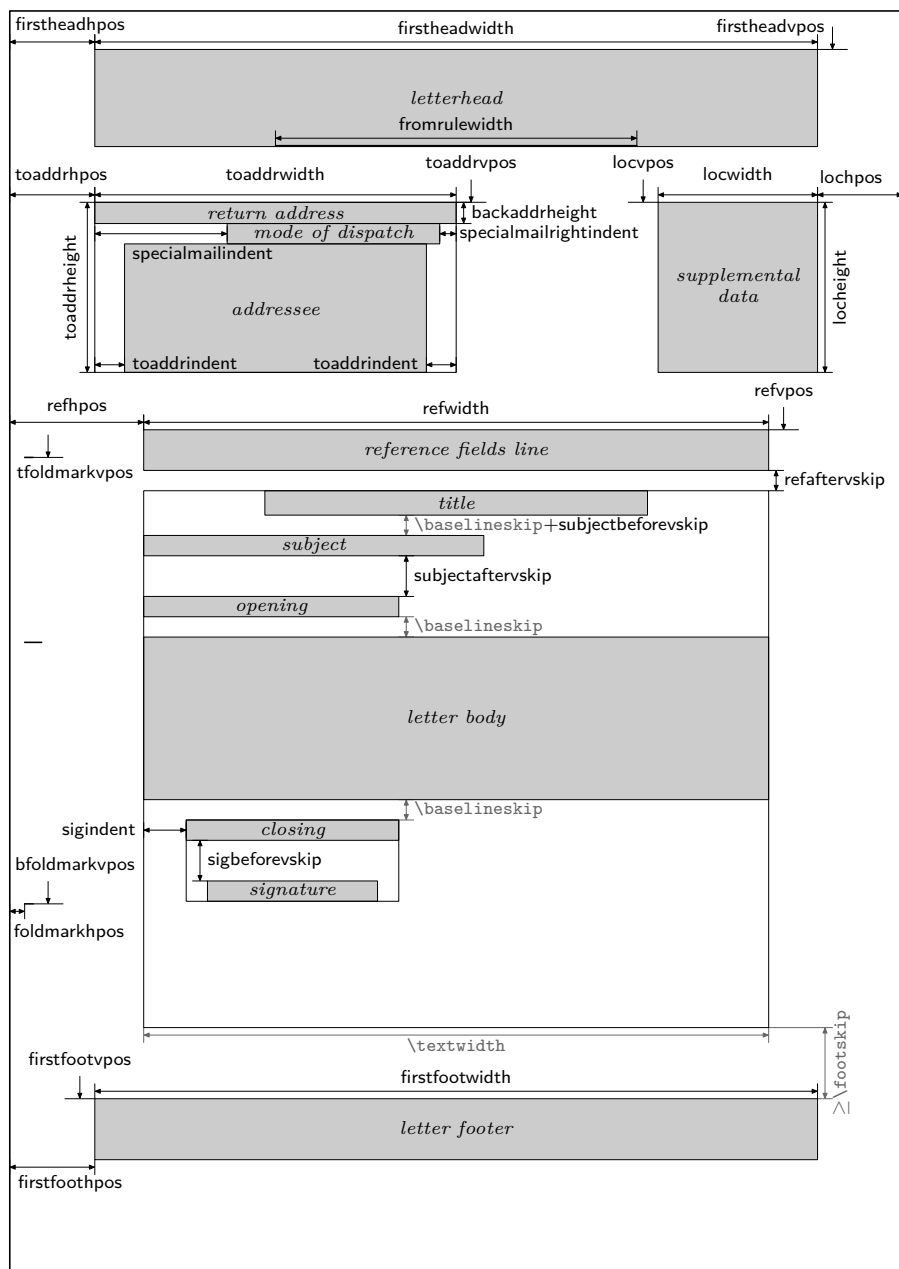 firstheadhpos firstheadwidth firstheadvpos
letterhead
fromrulewidth
toaddrhpos toaddrwidth toaddrvpos locvpos locwidth lochpos
return address backaddrheight
mode of dispatch specialmailrightindent
specialmailindent
toaddrheight
addressee
supplemental
data
locheight
toaddrindent toaddrindent
refhpos refwidth refvpos
reference fields line
tfoldmarkvpos
refaftervskip
title
\baselineskip+subjectbeforevskip
subject
subjectaftervskip
opening
\baselineskip
letter body
\baselineskip
sigindent closing
sigbeforevskip
bfoldmarkvpos
signature
foldmarkhpos
\textwidth
≥\footskip
firstfootvpos firstfootwidth
letter footer
firstfoothpos